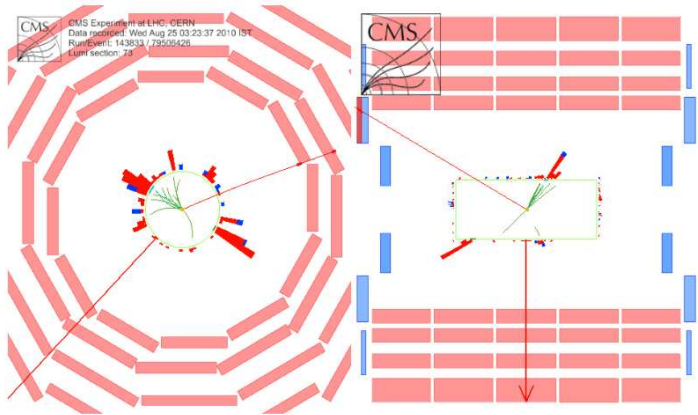 CMS
CMS Experiment at LHC, CERN
Data recorded: Wed Aug 25 03:23:37 2010 IST
Run/Event: 143833 / 79506426
Lumi section: 73
CMS